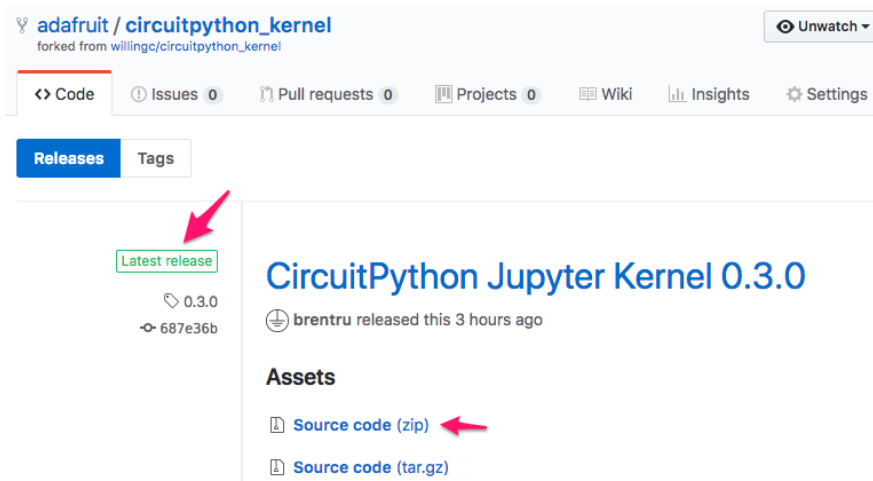 adafruit / circuitpython_kernel
Unwatch
forked from willingc/circuitpython_kernel
<> Code Issues 0 Pull requests 0 Projects 0 Wiki Insights Settings
Releases Tags
Latest release
CircuitPython Jupyter Kernel 0.3.0
0.3.0
687e36b
brentru released this 3 hours ago
Assets
Source code (zip)
Source code (tar.gz)